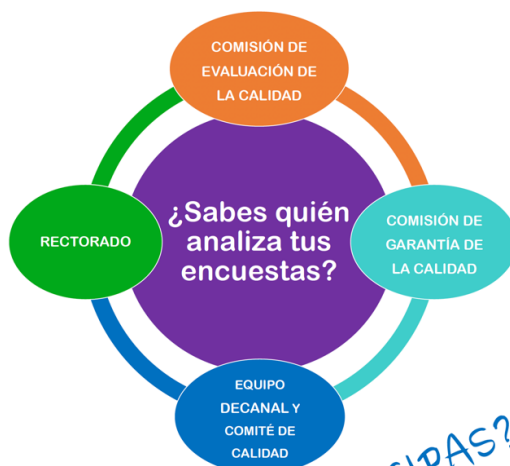 COMISIÓN DE
EVALUACIÓN DE
LA CALIDAD
¿Sabes quién
analiza tus
encuestas?
RECTORADO
COMISIÓN DE
GARANTÍA DE
LA CALIDAD
EQUIPO
DECANAL Y
COMITÉ DE
CALIDAD